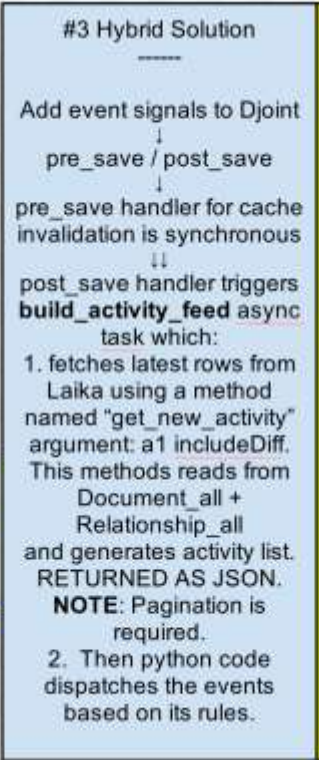 #3 Hybrid Solution
------
Add event signals to Djoint
↓
pre_save / post_save
↓
pre_save handler for cache
invalidation is synchronous
↓↓
post_save handler triggers
build_activity_feed async
task which:
1. fetches latest rows from
Laika using a method
named “get_new_activity”
argument: a1 includeDiff.
This methods reads from
Document_all +
Relationship_all
and generates activity list.
RETURNED AS JSON.
NOTE: Pagination is
required.
2. Then python code
dispatches the events
based on its rules.